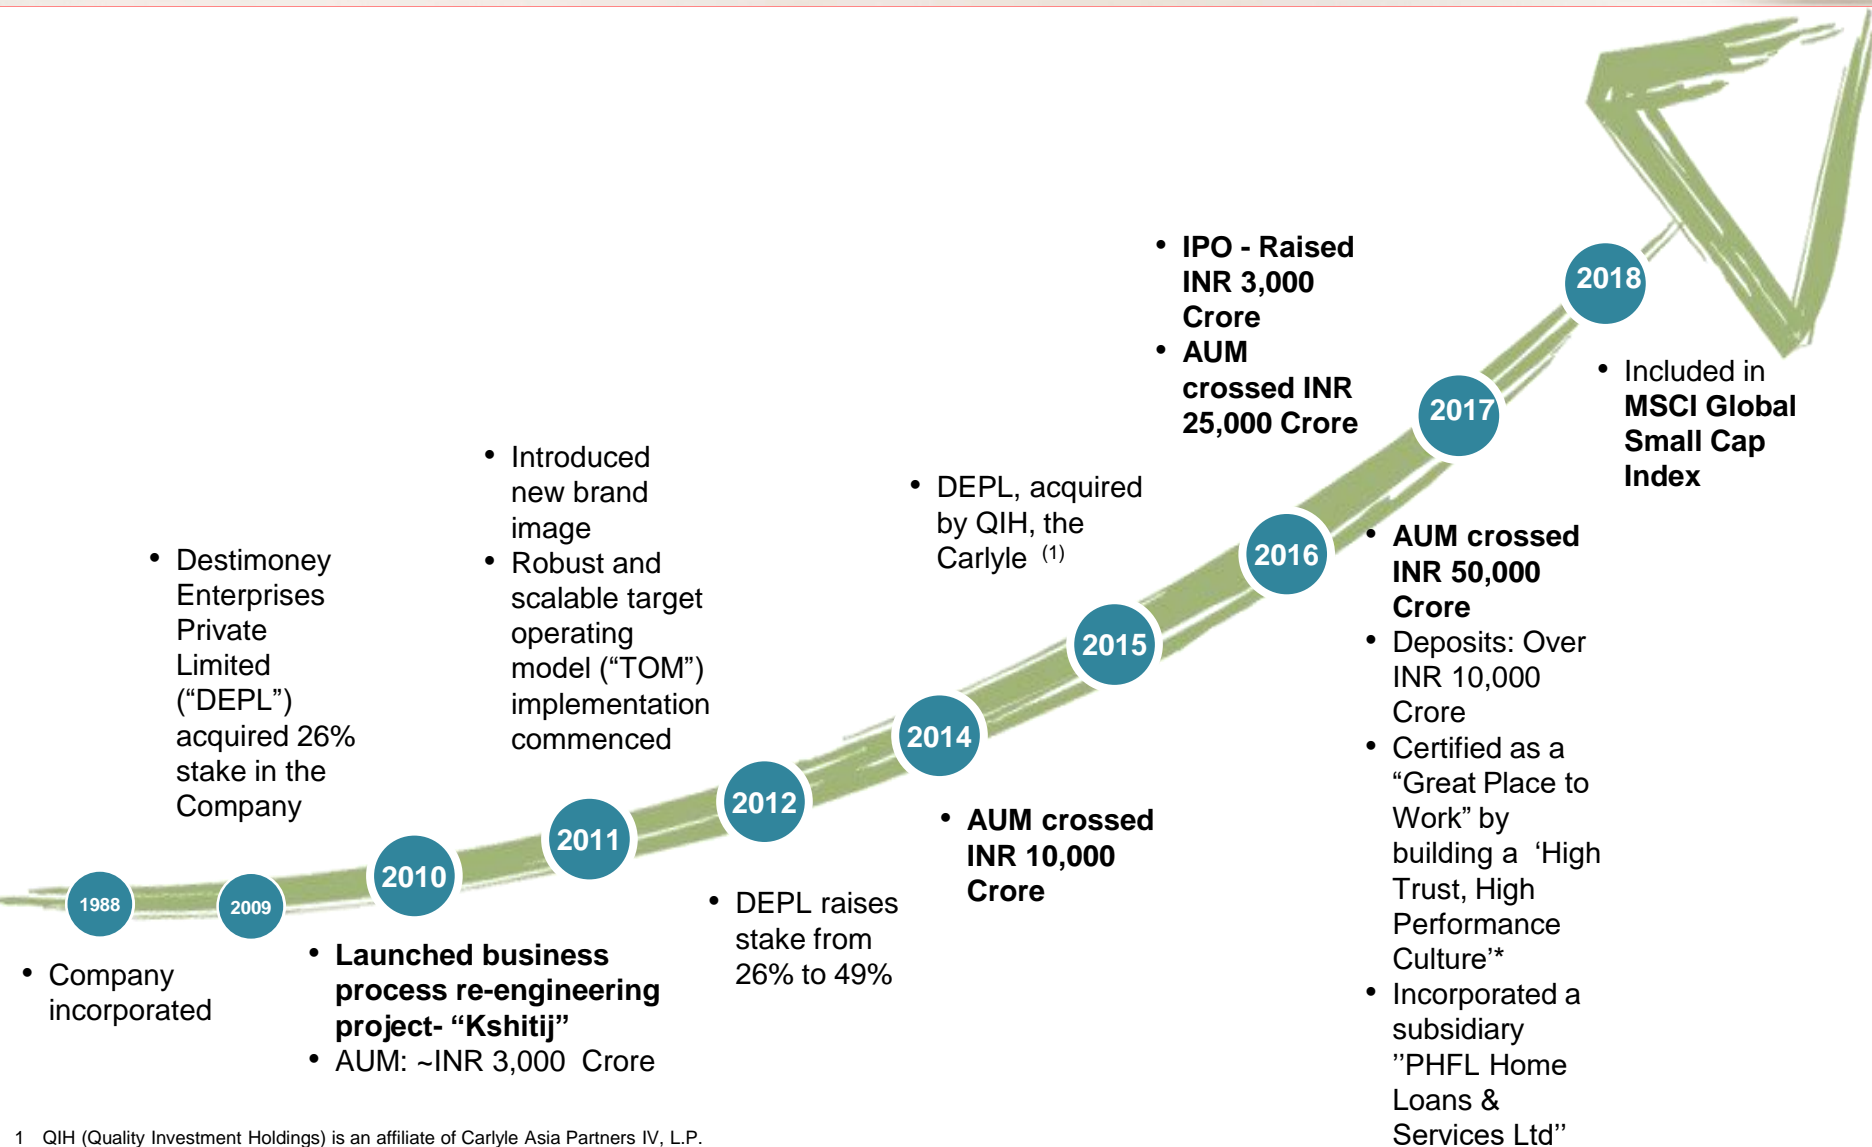 1988
• Company
incorporated
2009
• Destimoney
Enterprises
Private
Limited
(“DEPL”)
acquired 26%
stake in the
Company
2010
• Launched business
process re-engineering
project- “Kshitij”
• AUM: ~INR 3,000 Crore
2011
• Introduced
new brand
image
• Robust and
scalable target
operating
model (“TOM”)
implementation
commenced
2012
• DEPL raises
stake from
26% to 49%
2014
• AUM crossed
INR 10,000
Crore
2015
• DEPL, acquired
by QIH, the
Carlyle (1)
2016
• IPO - Raised
INR 3,000
Crore
• AUM
crossed INR
25,000 Crore
2017
• AUM crossed
INR 50,000
Crore
• Deposits: Over
INR 10,000
Crore
• Certified as a
“Great Place to
Work” by
building a ‘High
Trust, High
Performance
Culture’*
• Incorporated a
subsidiary
’’PHFL Home
Loans &
Services Ltd’’
2018
• Included in
MSCI Global
Small Cap
Index
1 QIH (Quality Investment Holdings) is an affiliate of Carlyle Asia Partners IV, L.P.